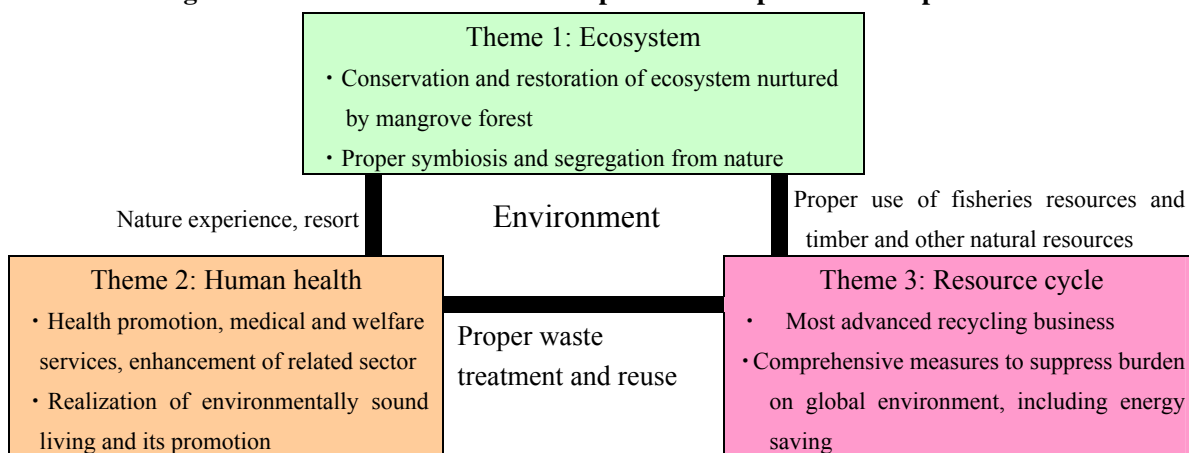 Theme 1: Ecosystem
・Conservation and restoration of ecosystem nurtured
by mangrove forest
・Proper symbiosis and segregation from nature
Nature experience, resort
Environment
Proper use of fisheries resources and
timber and other natural resources
Theme 2: Human health
・Health promotion, medical and welfare
services, enhancement of related sector
・Realization of environmentally sound
living and its promotion
Proper waste
treatment and reuse
Theme 3: Resource cycle
・ Most advanced recycling business
・Comprehensive measures to suppress burden
on global environment, including energy
saving